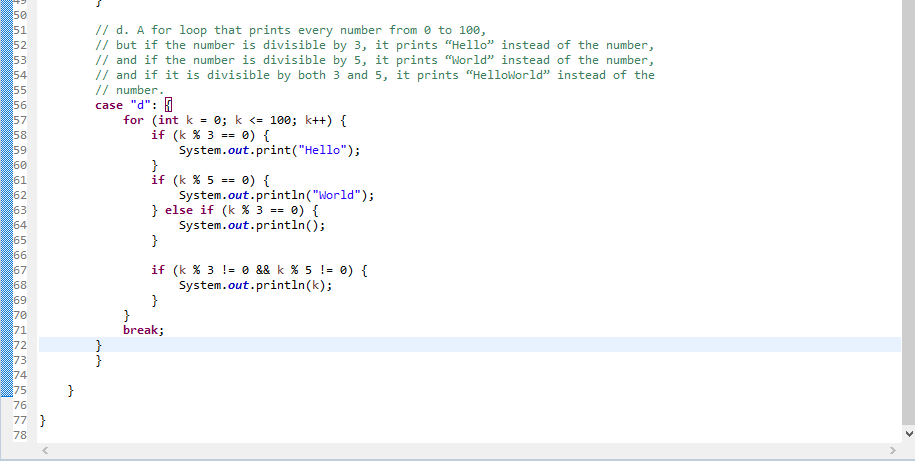 49 }
50
51 // d. A for loop that prints every number from 0 to 100,
52 // but if the number is divisible by 3, it prints “Hello” instead of the number,
53 // and if the number is divisible by 5, it prints “World” instead of the number,
54 // and if it is divisible by both 3 and 5, it prints “HelloWorld” instead of the
55 // number.
56 case "d": {
57 for (int k = 0; k <= 100; k++) {
58 if (k % 3 == 0) {
59 System.out.print("Hello");
60 }
61 if (k % 5 == 0) {
62 System.out.println("World");
63 } else if (k % 3 == 0) {
64 System.out.println();
65 }
66
67 if (k % 3 != 0 && k % 5 != 0) {
68 System.out.println(k);
69 }
70 }
71 break;
72 }
73 }
74
75 }
76
77 }
78